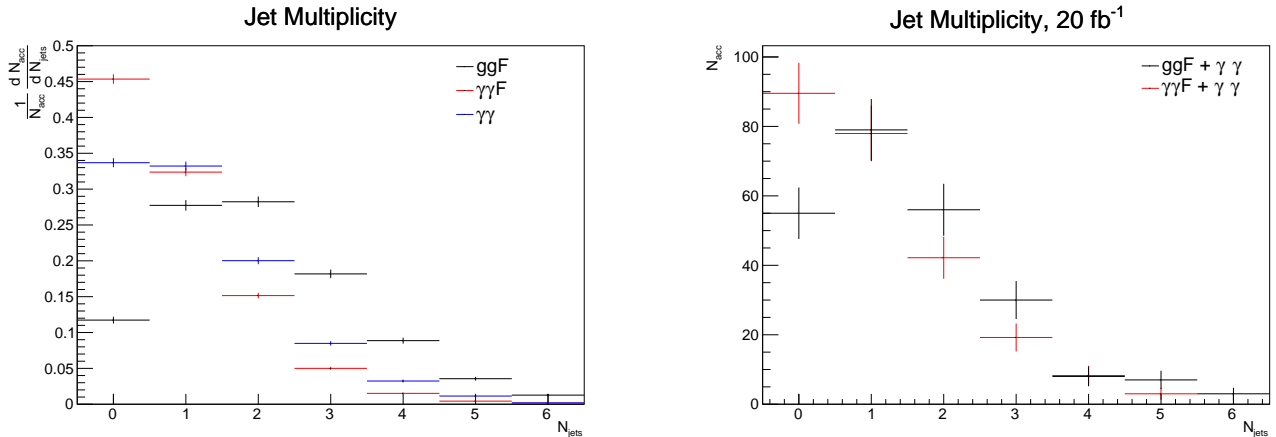 Jet Multiplicity
1/N_acc d N_acc/d N_jets
0.5
0.45
0.4
0.35
0.3
0.25
0.2
0.15
0.1
0.05
0
ggF
γγF
γγ
0 1 2 3 4 5 6
N_jets
Jet Multiplicity, 20 fb⁻¹
N_acc
100
80
60
40
20
0
ggF + γ γ
γγF + γ γ
0 1 2 3 4 5 6
N_jets